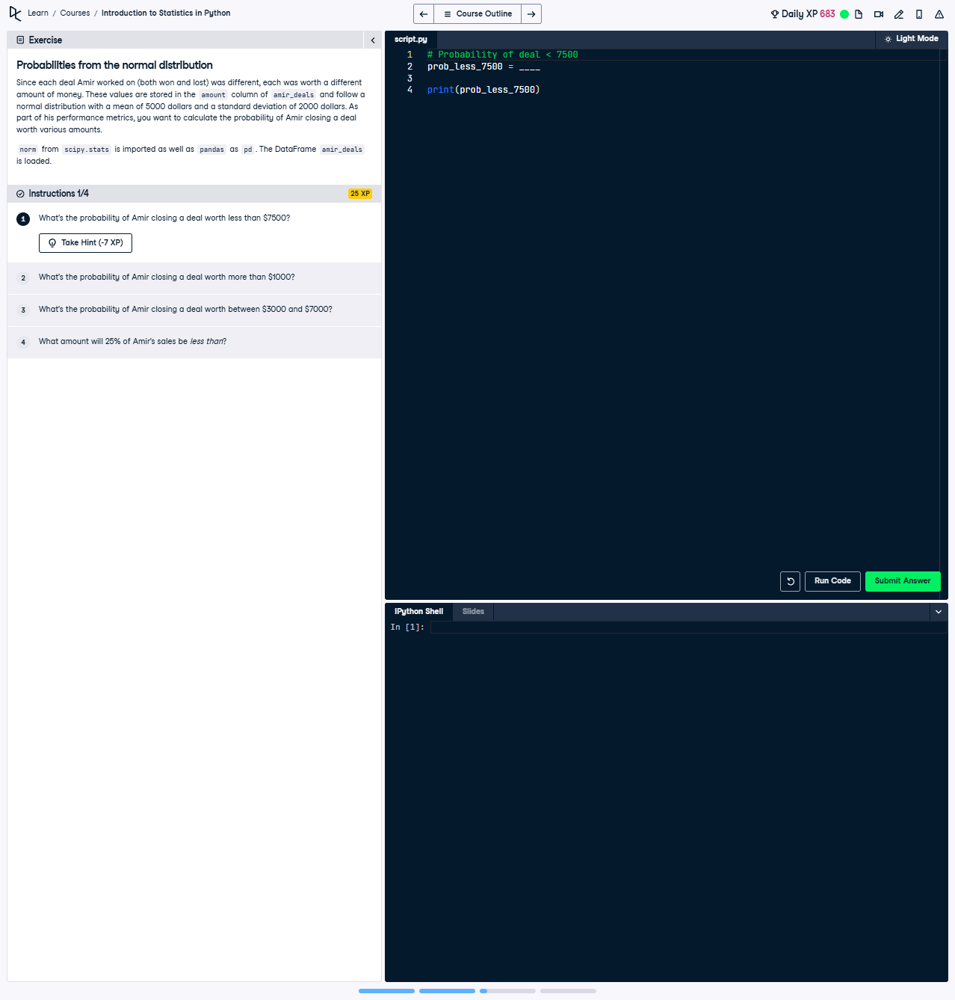 Learn / Courses / Introduction to Statistics in Python
Course Outline
Daily XP 683
Exercise
Probabilities from the normal distribution
Since each deal Amir worked on (both won and lost) was different, each was worth a different
amount of money. These values are stored in the amount column of amir_deals and follow a
normal distribution with a mean of 5000 dollars and a standard deviation of 2000 dollars. As
part of his performance metrics, you want to calculate the probability of Amir closing a deal
worth various amounts.
norm from scipy.stats is imported as well as pandas as pd . The DataFrame amir_deals
is loaded.
Instructions 1/4
25 XP
1 What's the probability of Amir closing a deal worth less than $7500?
Take Hint (-7 XP)
2 What's the probability of Amir closing a deal worth more than $1000?
3 What's the probability of Amir closing a deal worth between $3000 and $7000?
4 What amount will 25% of Amir's sales be less than?
script.py
Light Mode
1 # Probability of deal < 7500
2 prob_less_7500 = ____
3
4 print(prob_less_7500)
Run Code
Submit Answer
IPython Shell
Slides
In [1]: